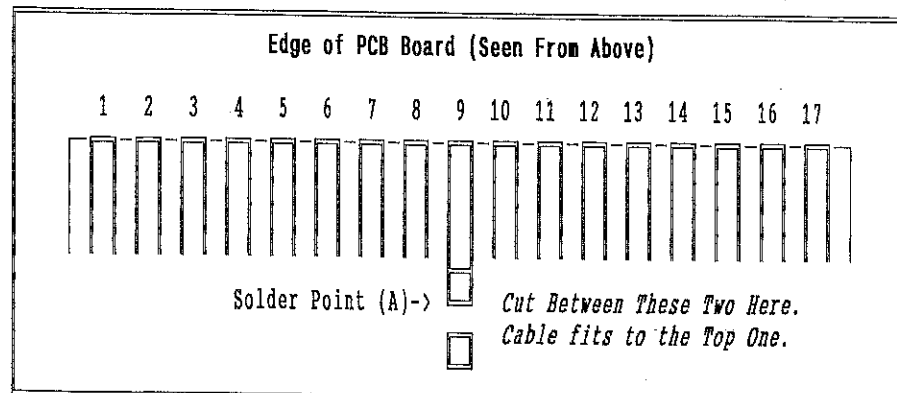 Edge of PCB Board (Seen From Above)
1 2 3 4 5 6 7 8 9 10 11 12 13 14 15 16 17
Solder Point (A)-> Cut Between These Two Here.
Cable fits to the Top One.